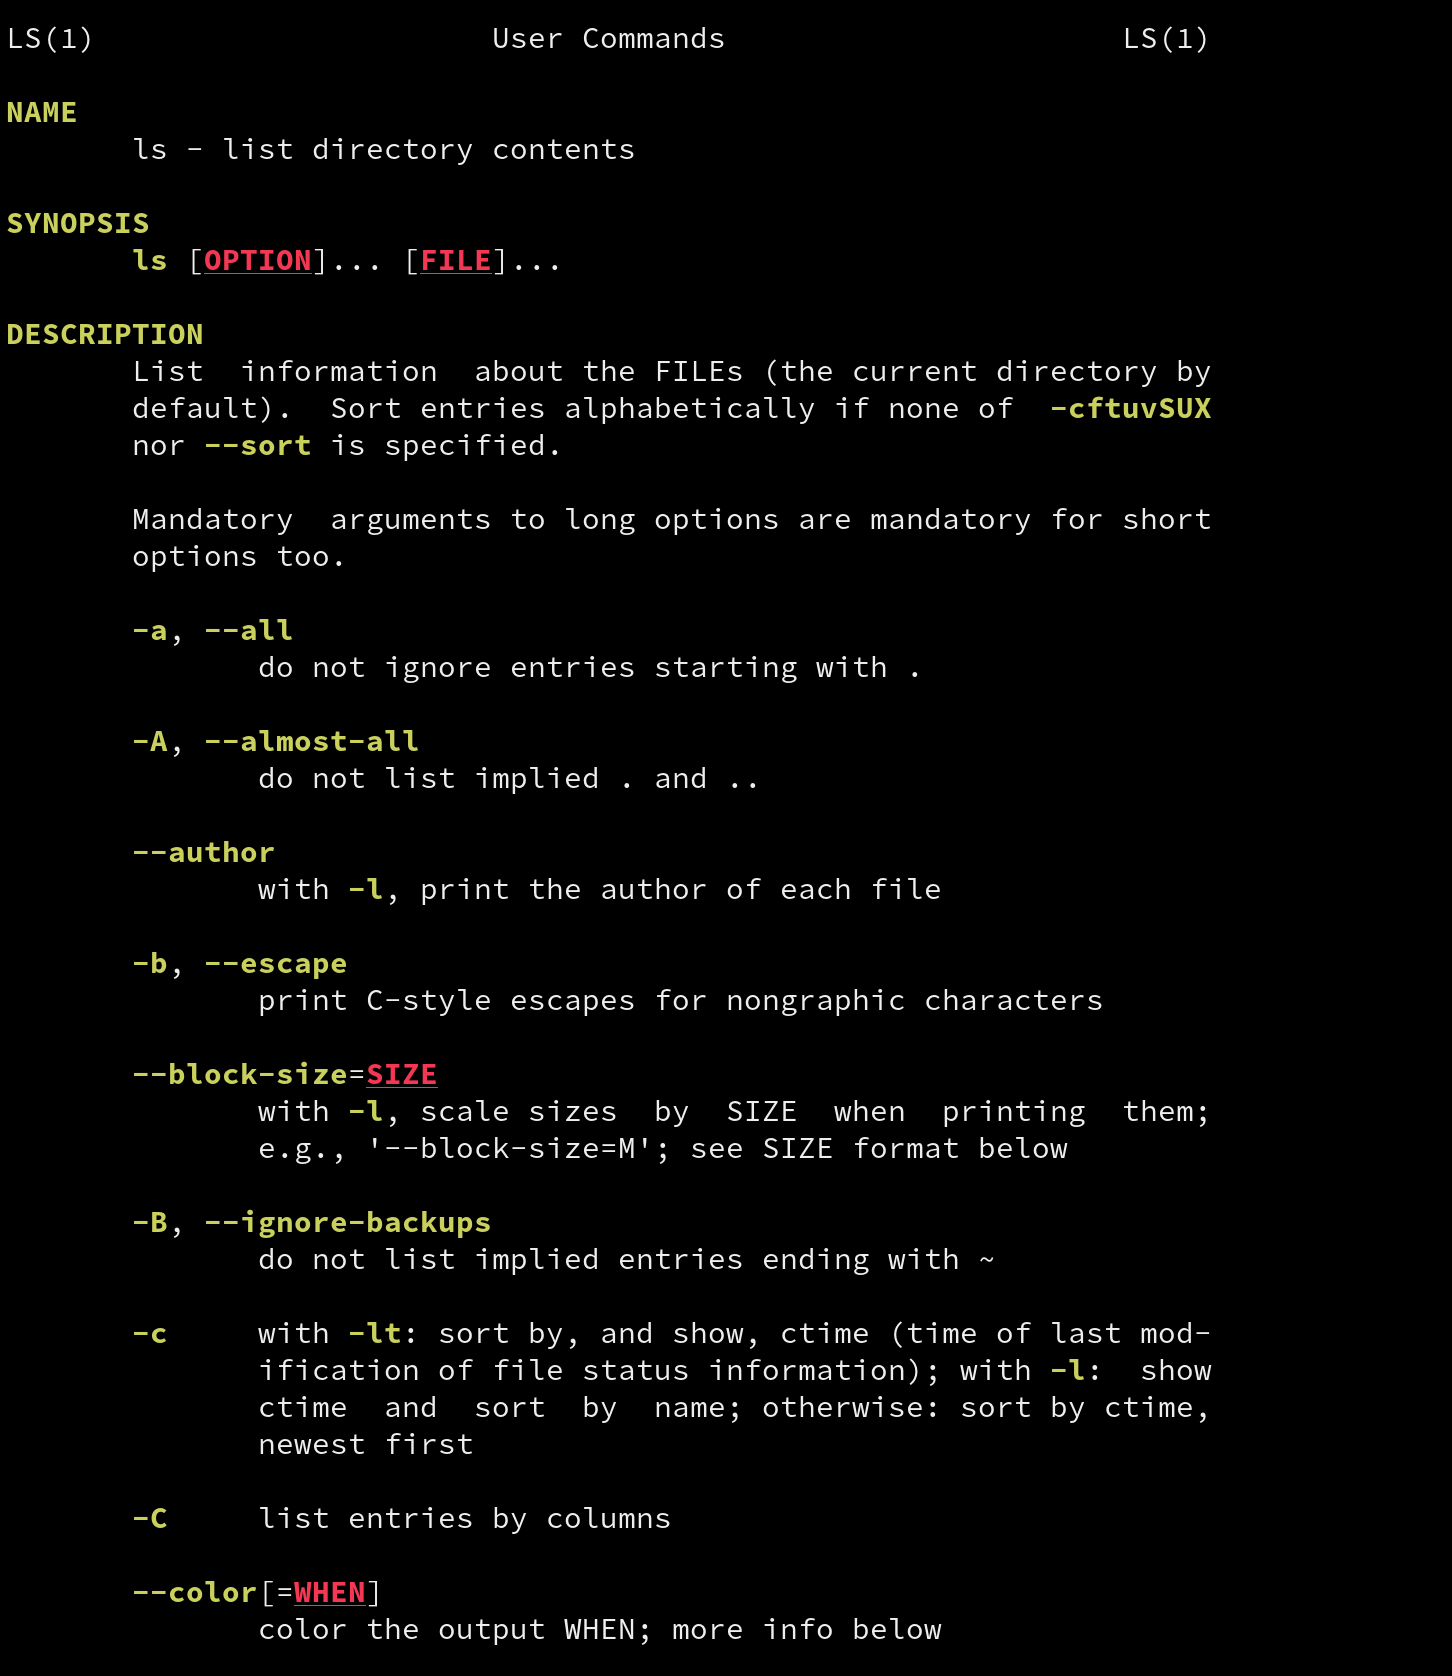 LS(1)                      User Commands                      LS(1)
NAME
ls - list directory contents
SYNOPSIS
ls [OPTION]... [FILE]...
DESCRIPTION
List  information  about the FILEs (the current directory by
default).  Sort entries alphabetically if none of  -cftuvSUX
nor --sort is specified.
Mandatory  arguments to long options are mandatory for short
options too.
-a, --all
do not ignore entries starting with .
-A, --almost-all
do not list implied . and ..
--author
with -l, print the author of each file
-b, --escape
print C-style escapes for nongraphic characters
--block-size=SIZE
with -l, scale sizes  by  SIZE  when  printing  them;
e.g., '--block-size=M'; see SIZE format below
-B, --ignore-backups
do not list implied entries ending with ~
-c     with -lt: sort by, and show, ctime (time of last mod-
ification of file status information); with -l:  show
ctime  and  sort  by  name; otherwise: sort by ctime,
newest first
-C     list entries by columns
--color[=WHEN]
color the output WHEN; more info below